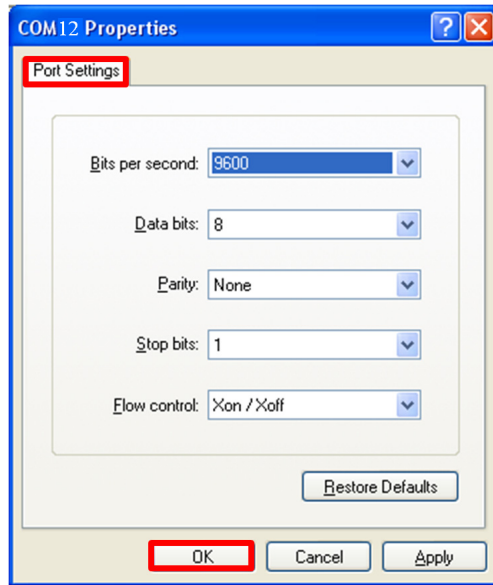 COM12 Properties
Port Settings
Bits per second: 9600
Data bits: 8
Parity: None
Stop bits: 1
Flow control: Xon / Xoff
Restore Defaults
OK Cancel Apply